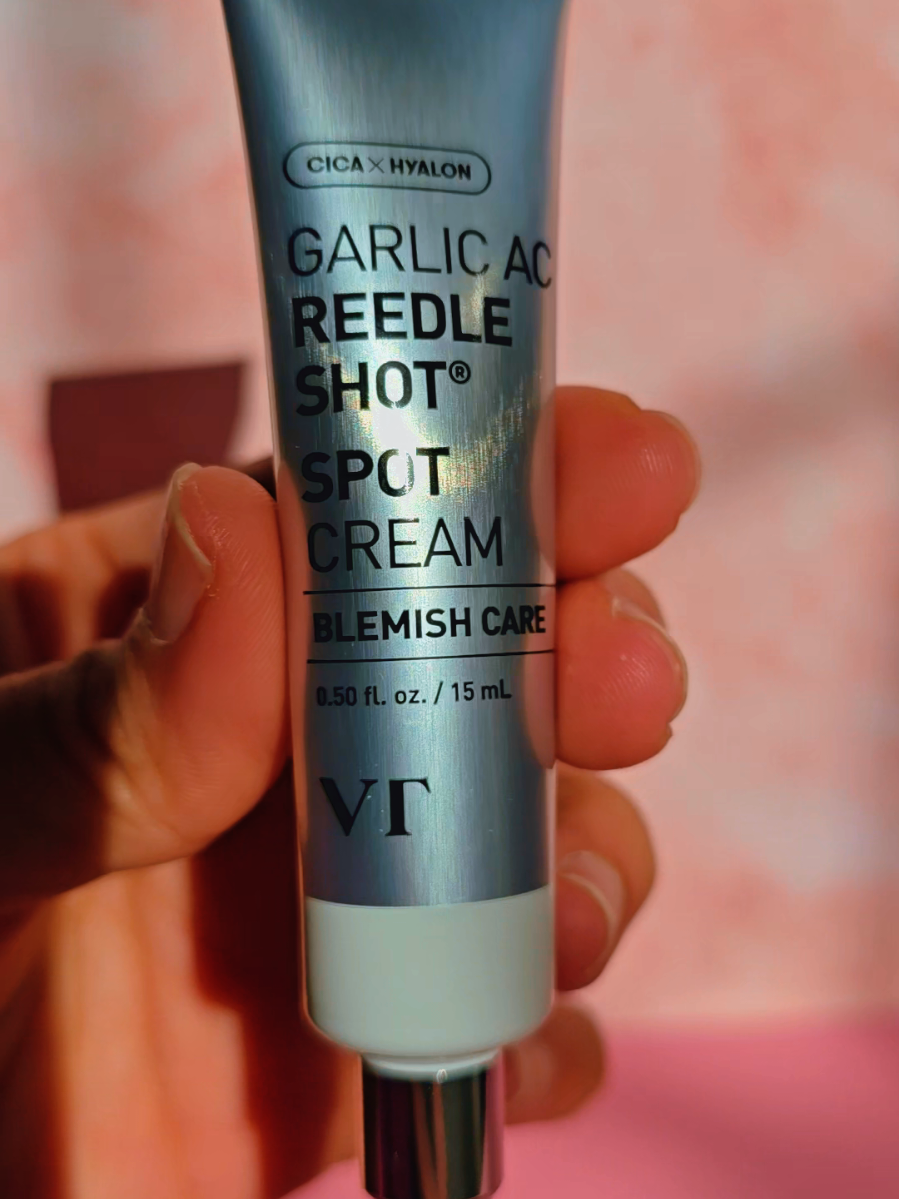 CICA × HYALON
GARLIC AC
REEDLE
SHOT®
SPOT
CREAM
BLEMISH CARE
0.50 fl. oz. / 15 mL
VT